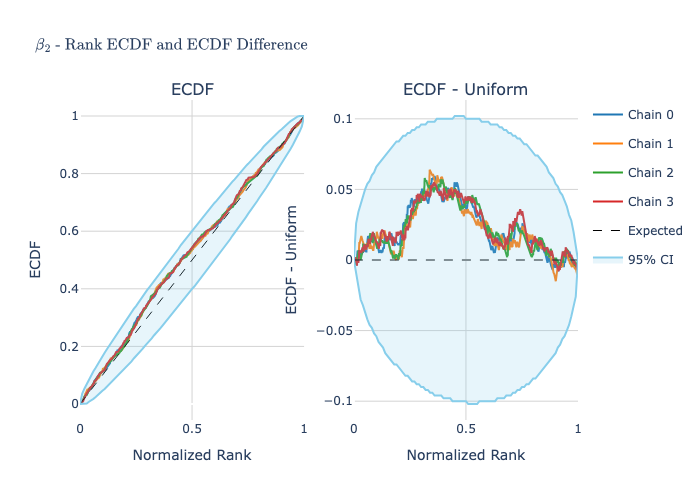 β₂ - Rank ECDF and ECDF Difference
ECDF
ECDF - Uniform
1
0.8
0.6
0.4
0.2
0
ECDF
0
0.5
1
Normalized Rank
0.1
0.05
0
−0.05
−0.1
ECDF - Uniform
0
0.5
1
Normalized Rank
Chain 0
Chain 1
Chain 2
Chain 3
Expected
95% CI